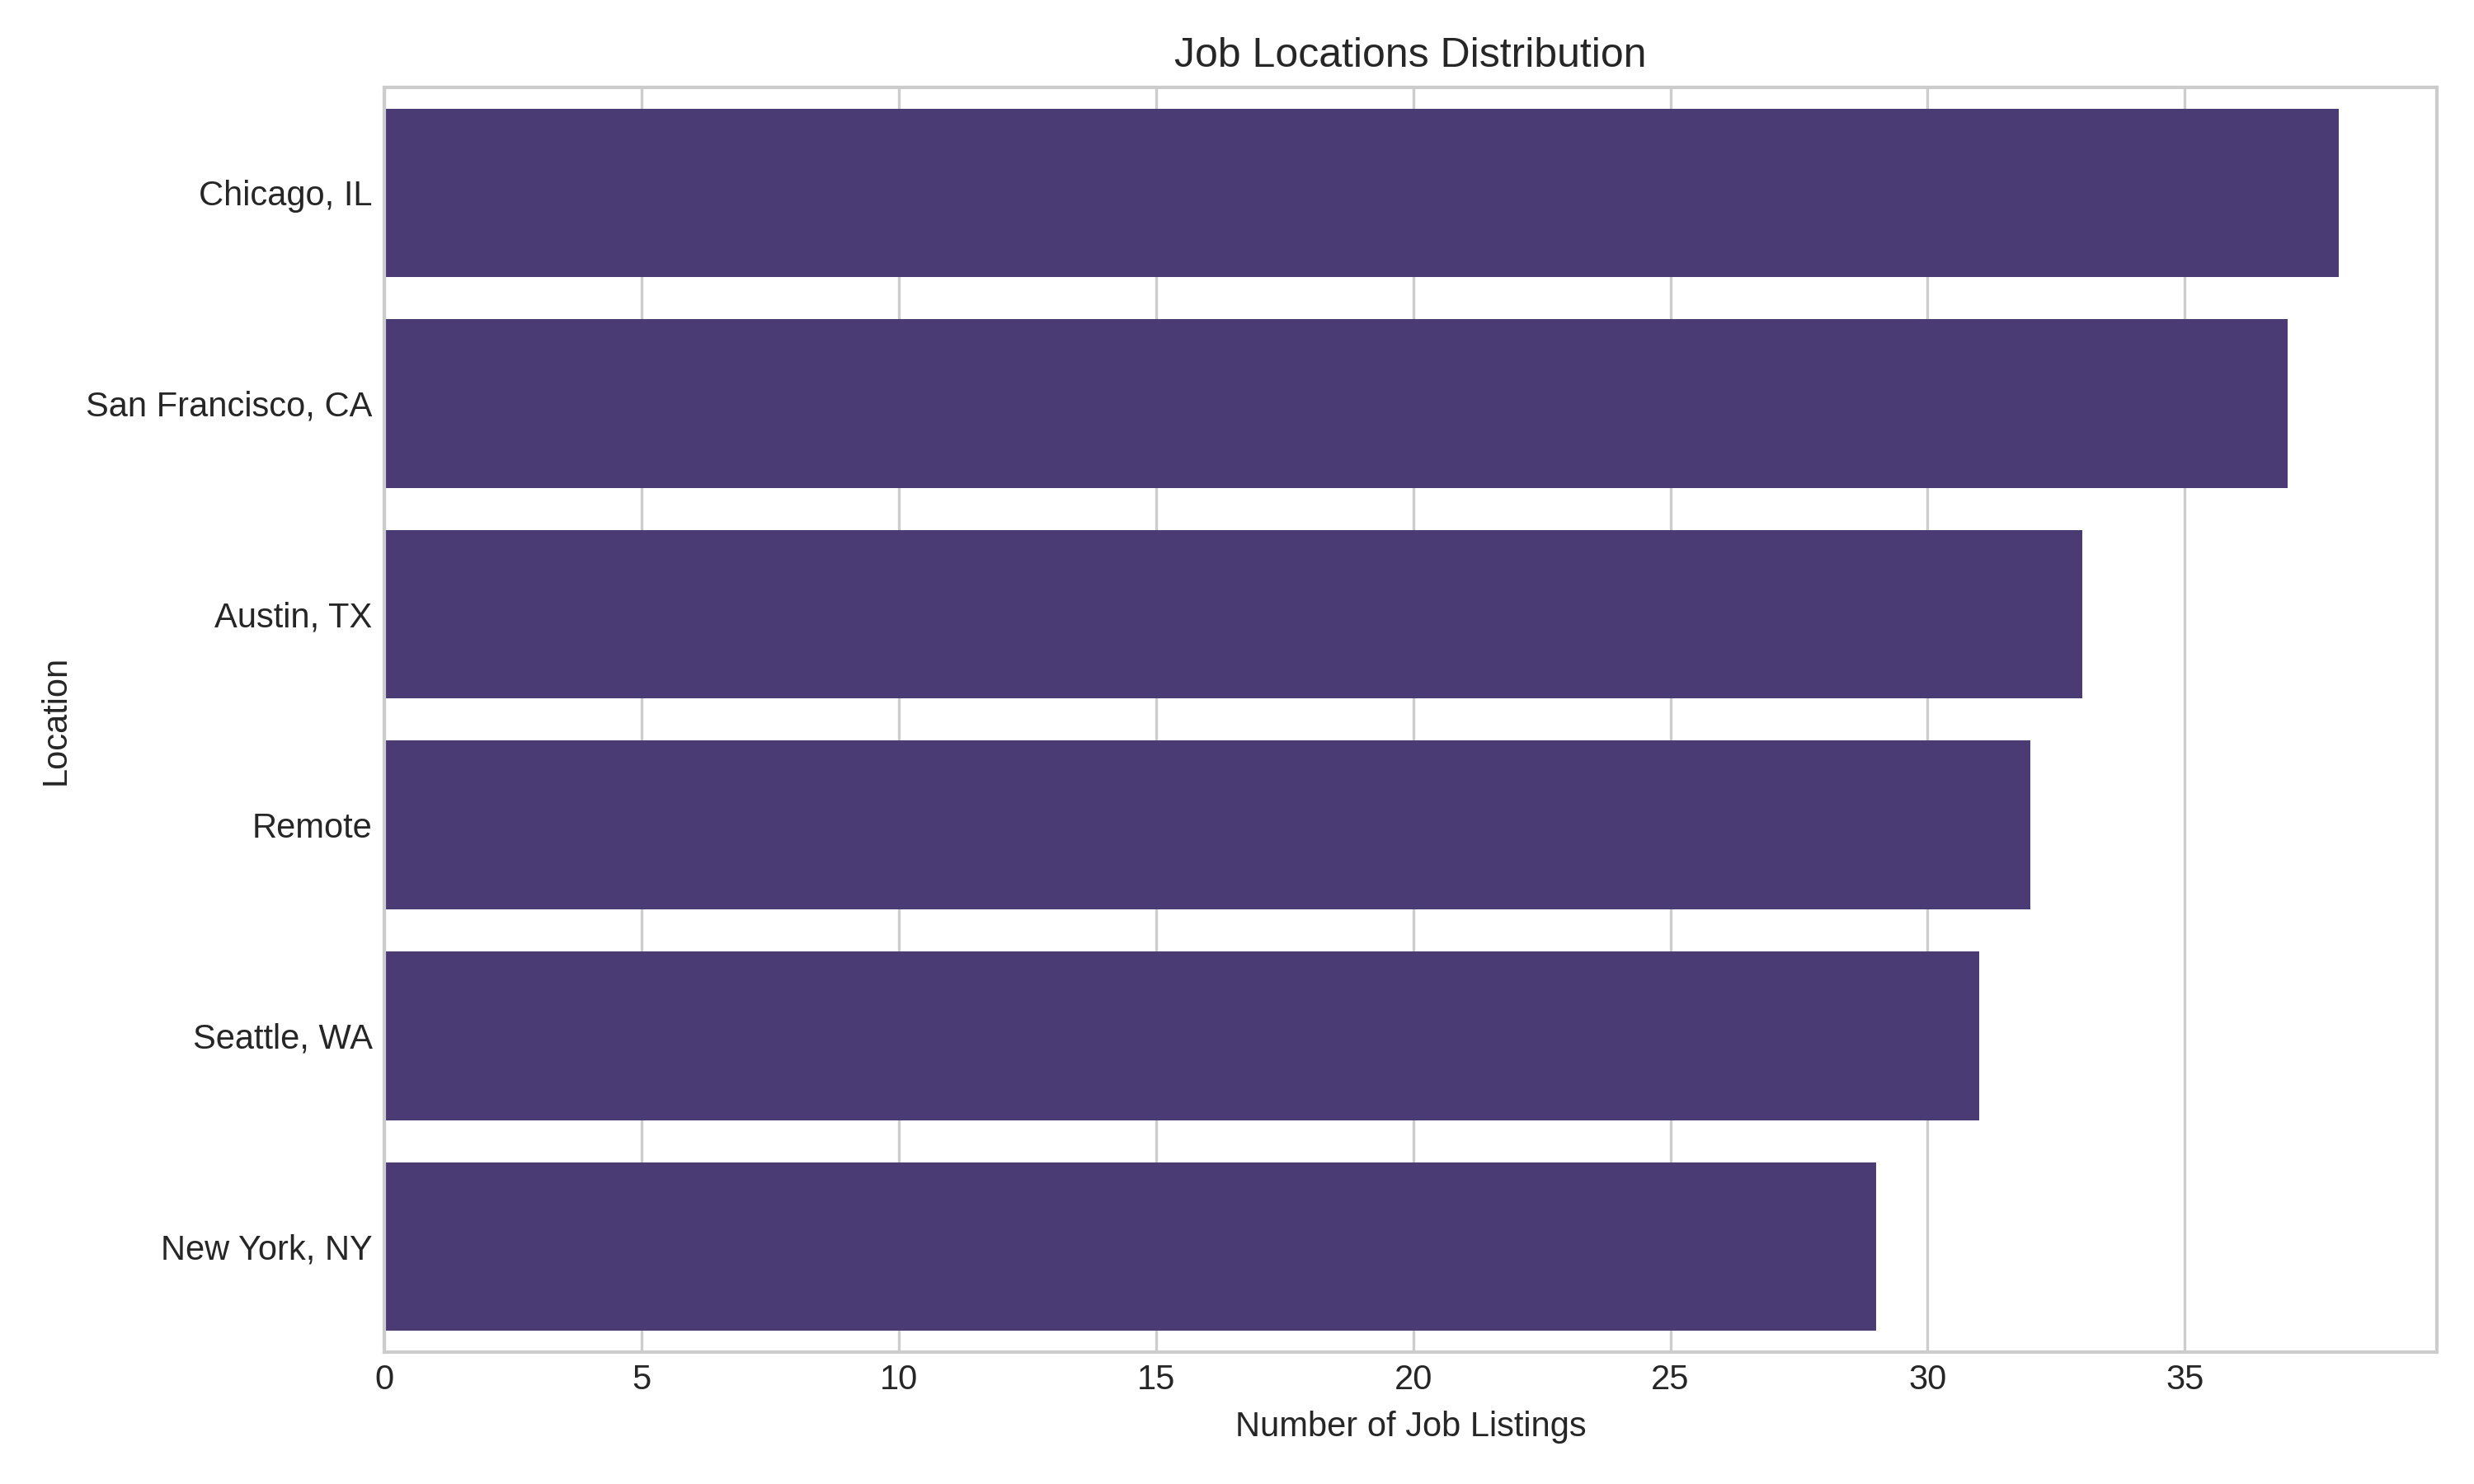 Job Locations Distribution
Chicago, IL
San Francisco, CA
Austin, TX
Remote
Seattle, WA
New York, NY
Location
0 5 10 15 20 25 30 35
Number of Job Listings